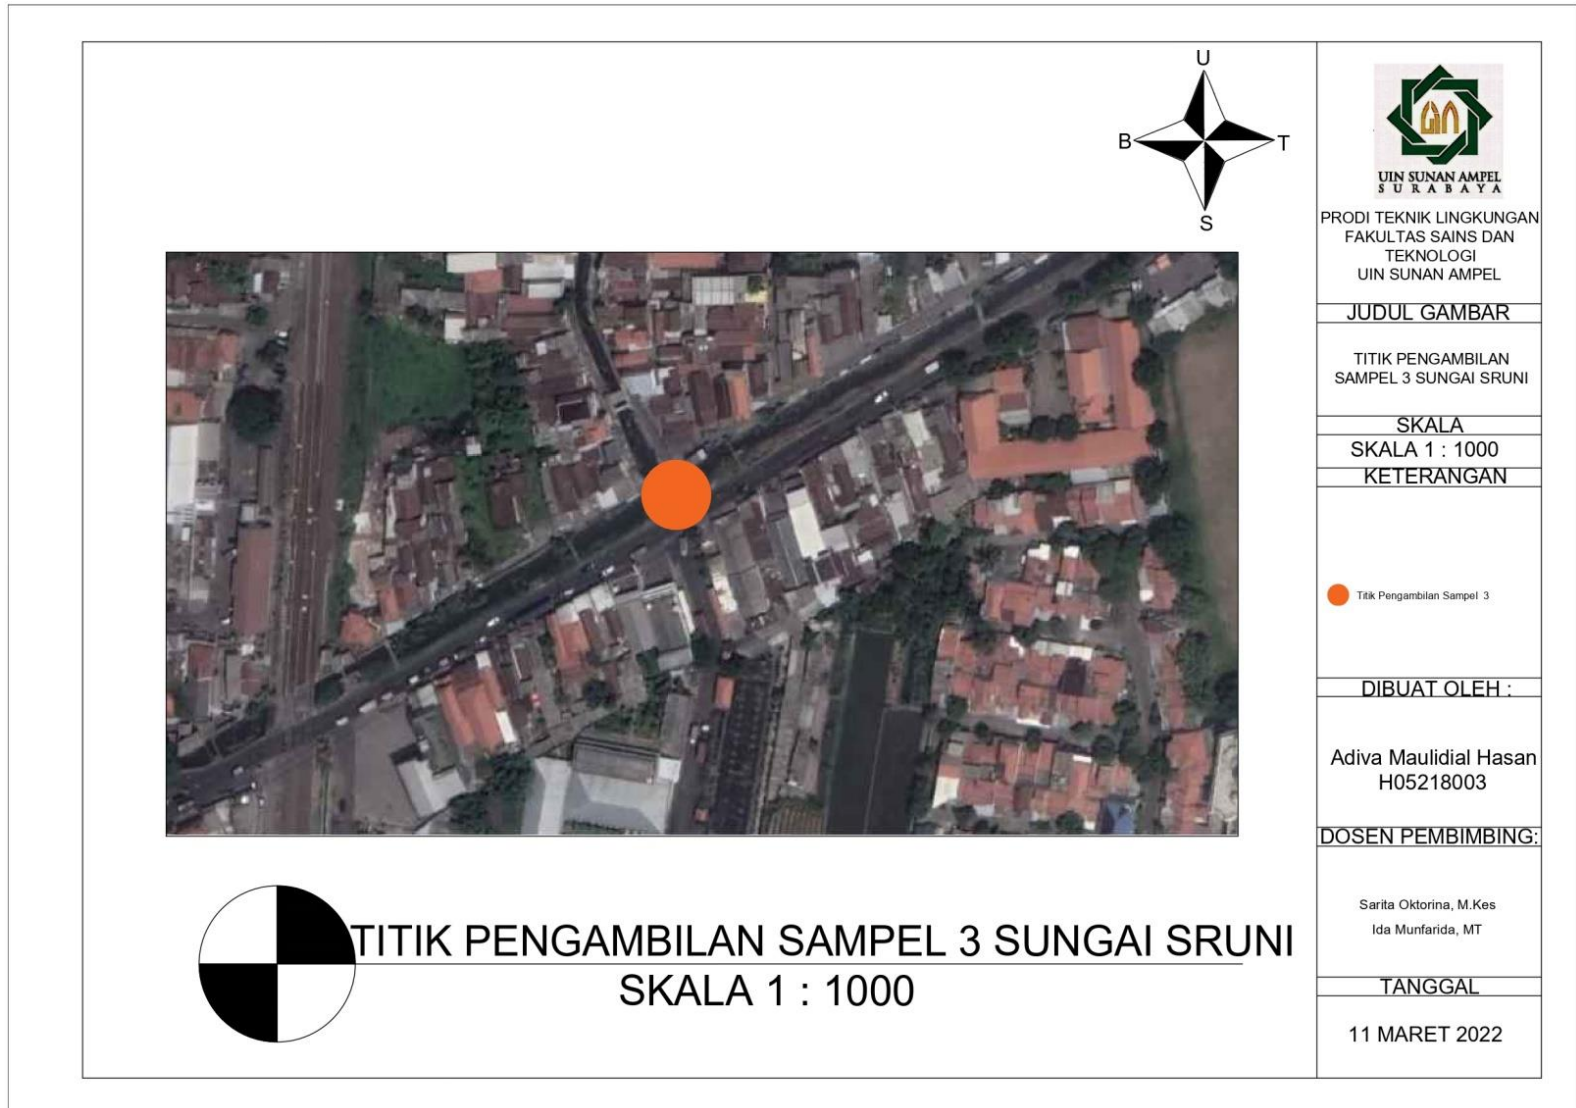 U
B
T
S
UIN SUNAN AMPEL
S U R A B A Y A
PRODI TEKNIK LINGKUNGAN
FAKULTAS SAINS DAN
TEKNOLOGI
UIN SUNAN AMPEL
JUDUL GAMBAR
TITIK PENGAMBILAN
SAMPEL 3 SUNGAI SRUNI
SKALA
SKALA 1 : 1000
KETERANGAN
Titik Pengambilan Sampel 3
DIBUAT OLEH :
Adiva Maulidial Hasan
H05218003
DOSEN PEMBIMBING:
Sarita Oktorina, M.Kes
Ida Munfarida, MT
TANGGAL
11 MARET 2022
TITIK PENGAMBILAN SAMPEL 3 SUNGAI SRUNI
SKALA 1 : 1000